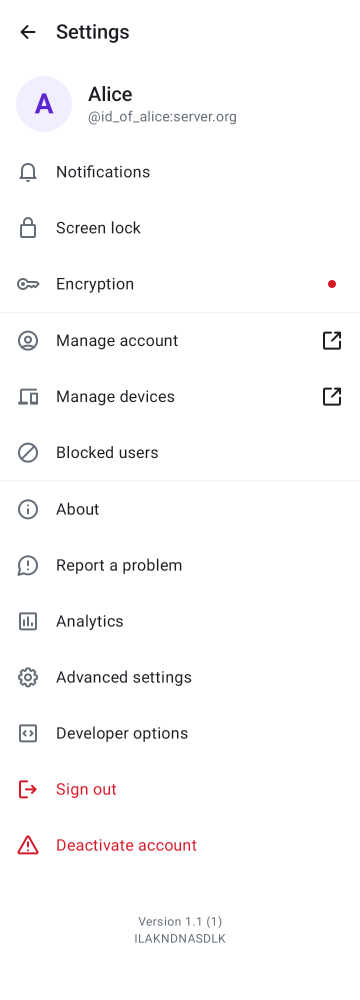 Settings
A
Alice
@id_of_alice:server.org
Notifications
Screen lock
Encryption
Manage account
Manage devices
Blocked users
About
Report a problem
Analytics
Advanced settings
Developer options
Sign out
Deactivate account
Version 1.1 (1)
ILAKNDNASDLK